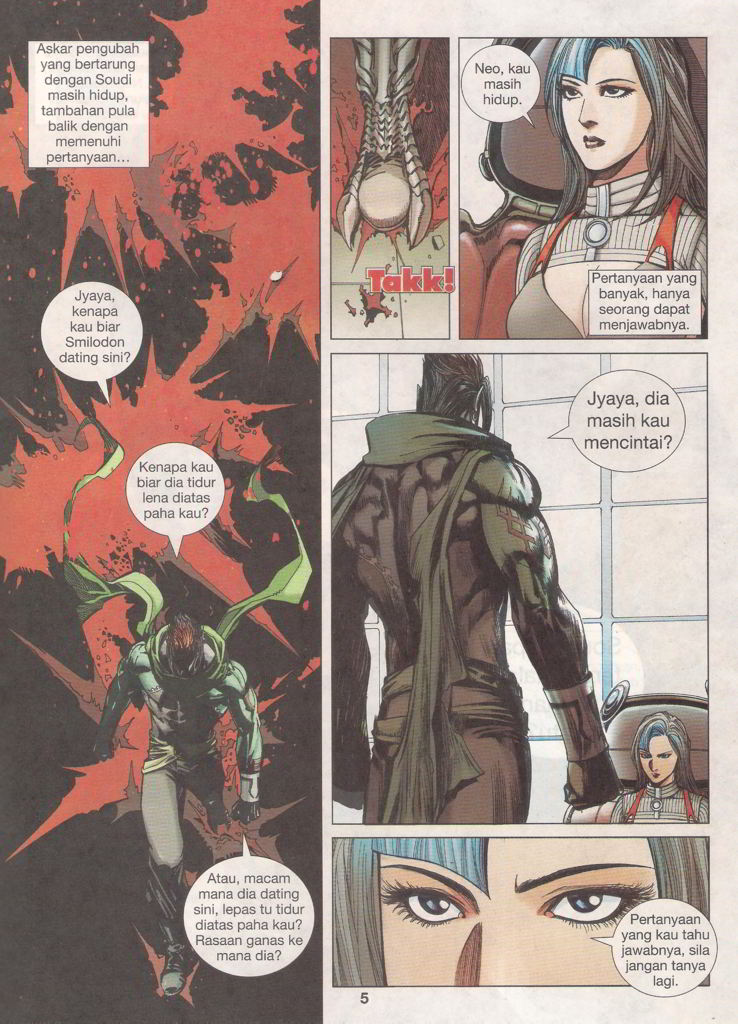 Askar pengubah
yang bertarung
dengan Soudi
masih hidup,
tambahan pula
balik dengan
memenuhi
pertanyaan...
Jyaya,
kenapa
kau biar
Smilodon
dating sini?
Kenapa kau
biar dia tidur
lena diatas
paha kau?
Atau, macam
mana dia dating
sini, lepas tu tidur
diatas paha kau?
Rasaan ganas ke
mana dia?
Takk!
Neo, kau
masih
hidup.
Pertanyaan yang
banyak, hanya
seorang dapat
menjawabnya.
Jyaya, dia
masih kau
mencintai?
Pertanyaan
yang kau tahu
jawabnya, sila
jangan tanya
lagi.
5